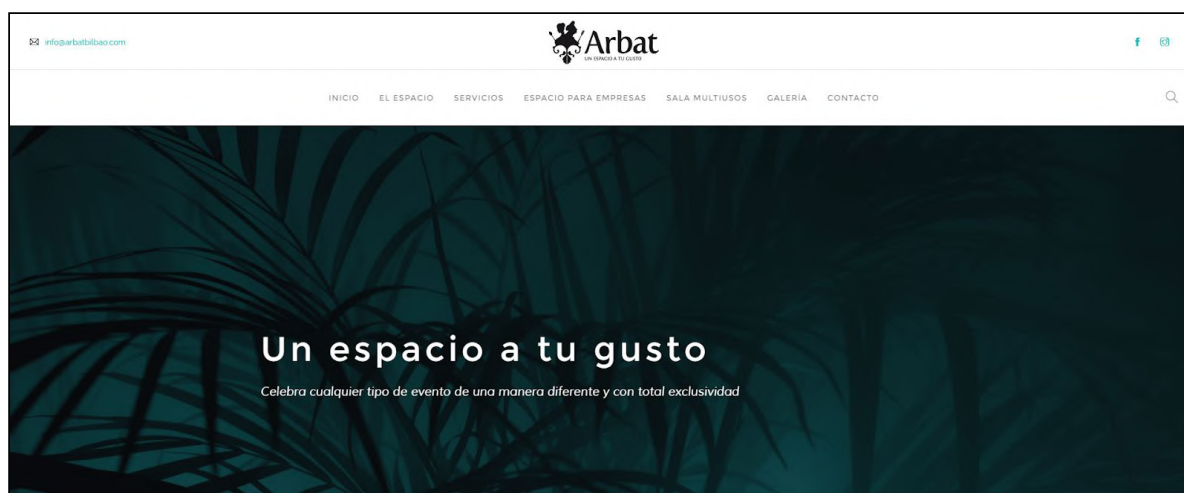 info@arbatbilbao.com
Arbat
UN ESPACIO A TU GUSTO
INICIO EL ESPACIO SERVICIOS ESPACIO PARA EMPRESAS SALA MULTIUSOS GALERÍA CONTACTO
Un espacio a tu gusto
Celebra cualquier tipo de evento de una manera diferente y con total exclusividad